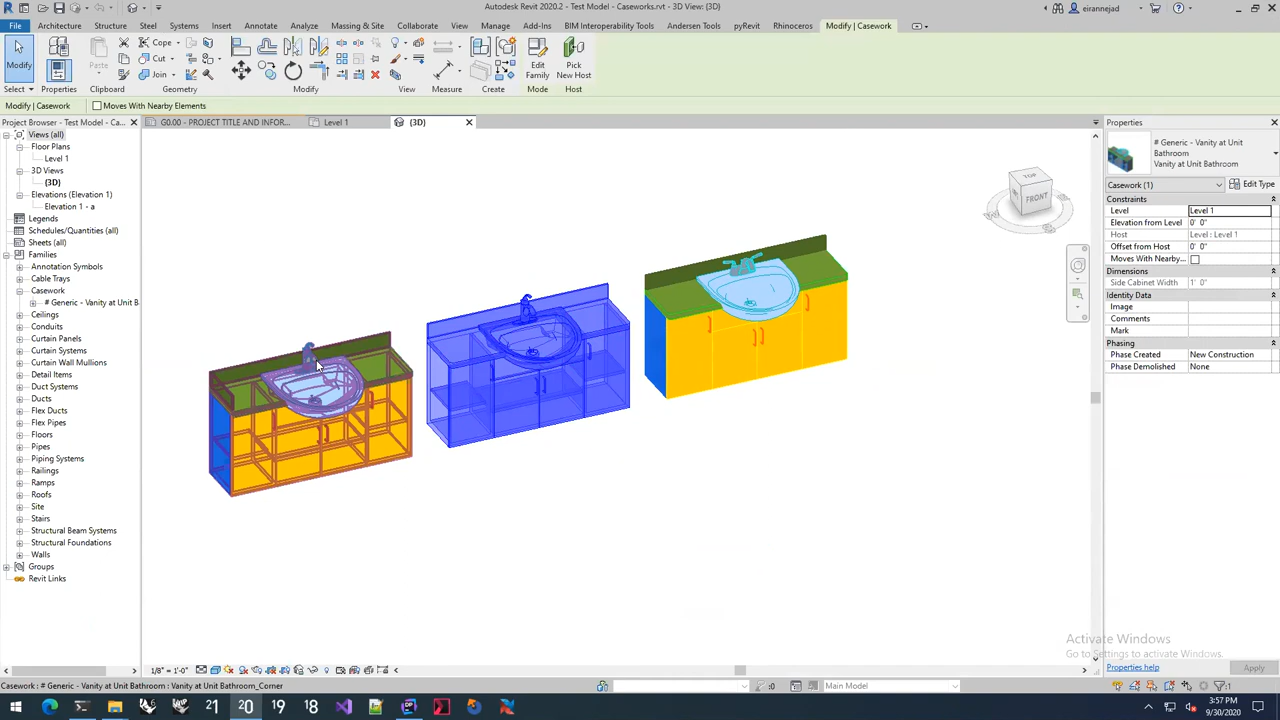 Autodesk Revit 2020.2 - Test Model - Caseworks.rvt - 3D View: {3D}
eirannejad
Architecture Structure Steel Systems Insert Annotate Analyze Massing & Site Collaborate View Manage Add-Ins BIM Interoperability Tools pyRevit Rhinoceros Modify | Casework
Modify
Paste
Cope
Cut
Join
Edit
Family
Pick
New Host
Select Properties Clipboard Geometry Modify View Measure Create Mode Host
Modify | Casework Moves With Nearby Elements
Project Browser - Test Model - Ca...
G0.00 - PROJECT TITLE AND INFOR...
Level 1
{3D}
Properties
Views (all)
Floor Plans
Level 1
3D Views
{3D}
Elevations (Elevation 1)
Elevation 1 - a
Legends
Schedules/Quantities (all)
Sheets (all)
Families
Annotation Symbols
Cable Trays
Casework
# Generic - Vanity at Unit B
Ceilings
Conduits
Curtain Panels
Curtain Systems
Curtain Wall Mullions
Detail Items
Duct Systems
Ducts
Flex Ducts
Flex Pipes
Floors
Pipes
Piping Systems
Railings
Ramps
Roofs
Site
Stairs
Structural Beam Systems
Structural Foundations
Walls
Groups
Revit Links
TOP
FRONT
# Generic - Vanity at Unit
Bathroom
Vanity at Unit Bathroom
Casework (1) Edit Type
Constraints
Level Level 1
Elevation from Level 0' 0"
Host Level : Level 1
Offset from Host 0' 0"
Moves With Nearby...
Dimensions
Side Cabinet Width 1' 0"
Identity Data
Image
Comments
Mark
Phasing
Phase Created New Construction
Phase Demolished None
Activate Windows
Go to Settings to activate Windows.
Properties help Apply
1/8" = 1'-0"
Casework : # Generic - Vanity at Unit Bathroom : Vanity at Unit Bathroom_Corner
:0
Main Model
:1
21 20 19 18
3:57 PM
9/30/2020